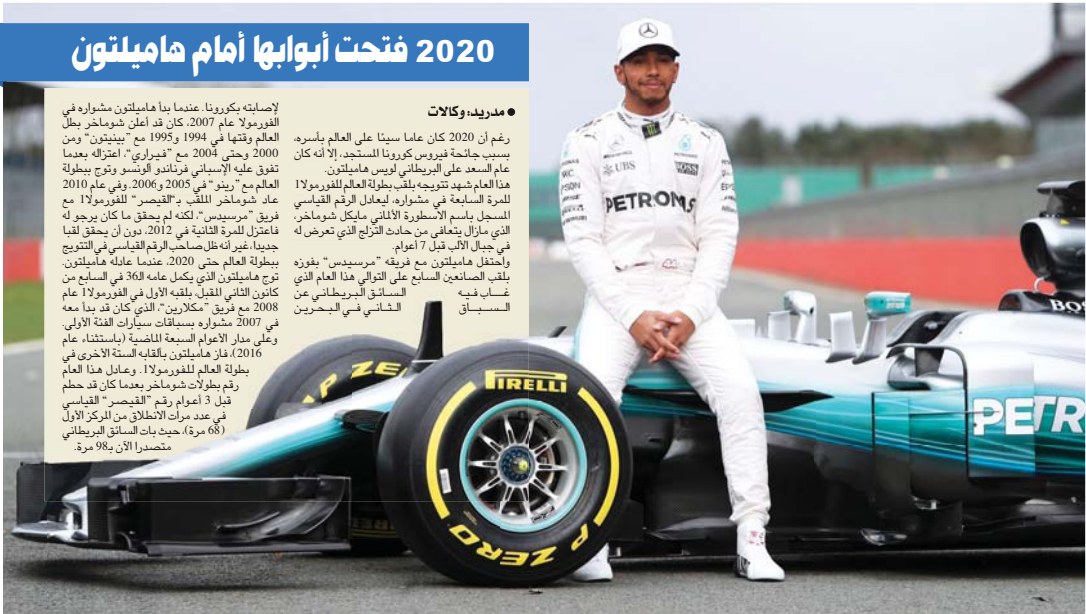 2020 فتحت أبوابها أمام هاميلتون
● مدريد، وكالات
رغم أن 2020 كان عاما سيئا على العالم بأسره،
بسبب جائحة فيروس كورونا المستجد، إلا أنه كان
عام السعد على البريطاني لويس هاميلتون.
هذا العام شهد تتويجه بلقب بطولة العالم للفورمولا1
للمرة السابعة في مشواره، ليعادل الرقم القياسي
المسجل باسم الأسطورة الألماني مايكل شوماخر،
الذي مازال يتعافى من حادث التزلج الذي تعرض له
في جبال الألب قبل 7 أعوام.
واحتفل هاميلتون مع فريقه "مرسيدس" بفوزه
بلقب الصانعين السابع على التوالي هذا العام الذي
غاب فيه السائق البريطاني عن
السباق الثاني في البحرين
لإصابته بكورونا. عندما بدأ هاميلتون مشواره في
الفورمولا عام 2007، كان قد أعلن شوماخر بطل
العالم وقتها في 1994 و1995 مع "بينيتون" ومن
2000 وحتى 2004 مع "فيراري"، اعتزاله بعدما
تفوق عليه الإسباني فرناندو ألونسو وتوج ببطولة
العالم مع "رينو" في 2005 و2006. وفي عام 2010
عاد شوماخر الملقب بـ"القيصر" للفورمولا1 مع
فريق "مرسيدس"، لكنه لم يحقق ما كان يرجو له
فاعتزل للمرة الثانية في 2012، دون أن يحقق لقبا
جديدا، غير أنه ظل صاحب الرقم القياسي في التتويج
ببطولة العالم حتى 2020، عندما عادله هاميلتون.
توج هاميلتون الذي يكمل عامه الـ36 في السابع من
كانون الثاني المقبل، بلقبه الأول في الفورمولا1 عام
2008 مع فريق "مكلارين"، الذي كان قد بدأ معه
في 2007 مشواره بسباقات سيارات الفئة الأولى.
وعلى مدار الأعوام السبعة الماضية (باستثناء عام
2016)، فاز هاميلتون بألقابه الستة الأخرى في
بطولة العالم للفورمولا1. وعادل هذا العام
رقم بطولات شوماخر بعدما كان قد حطم
قبل 3 أعوام رقم "القيصر" القياسي
في عدد مرات الانطلاق من المركز الأول
(68 مرة)، حيث بات السائق البريطاني
متصدرا الآن بـ98 مرة.
UBS
BOSS
EPSON
PETRONAS
BOS
PETR
PIRELLI
P ZERO
P ZE